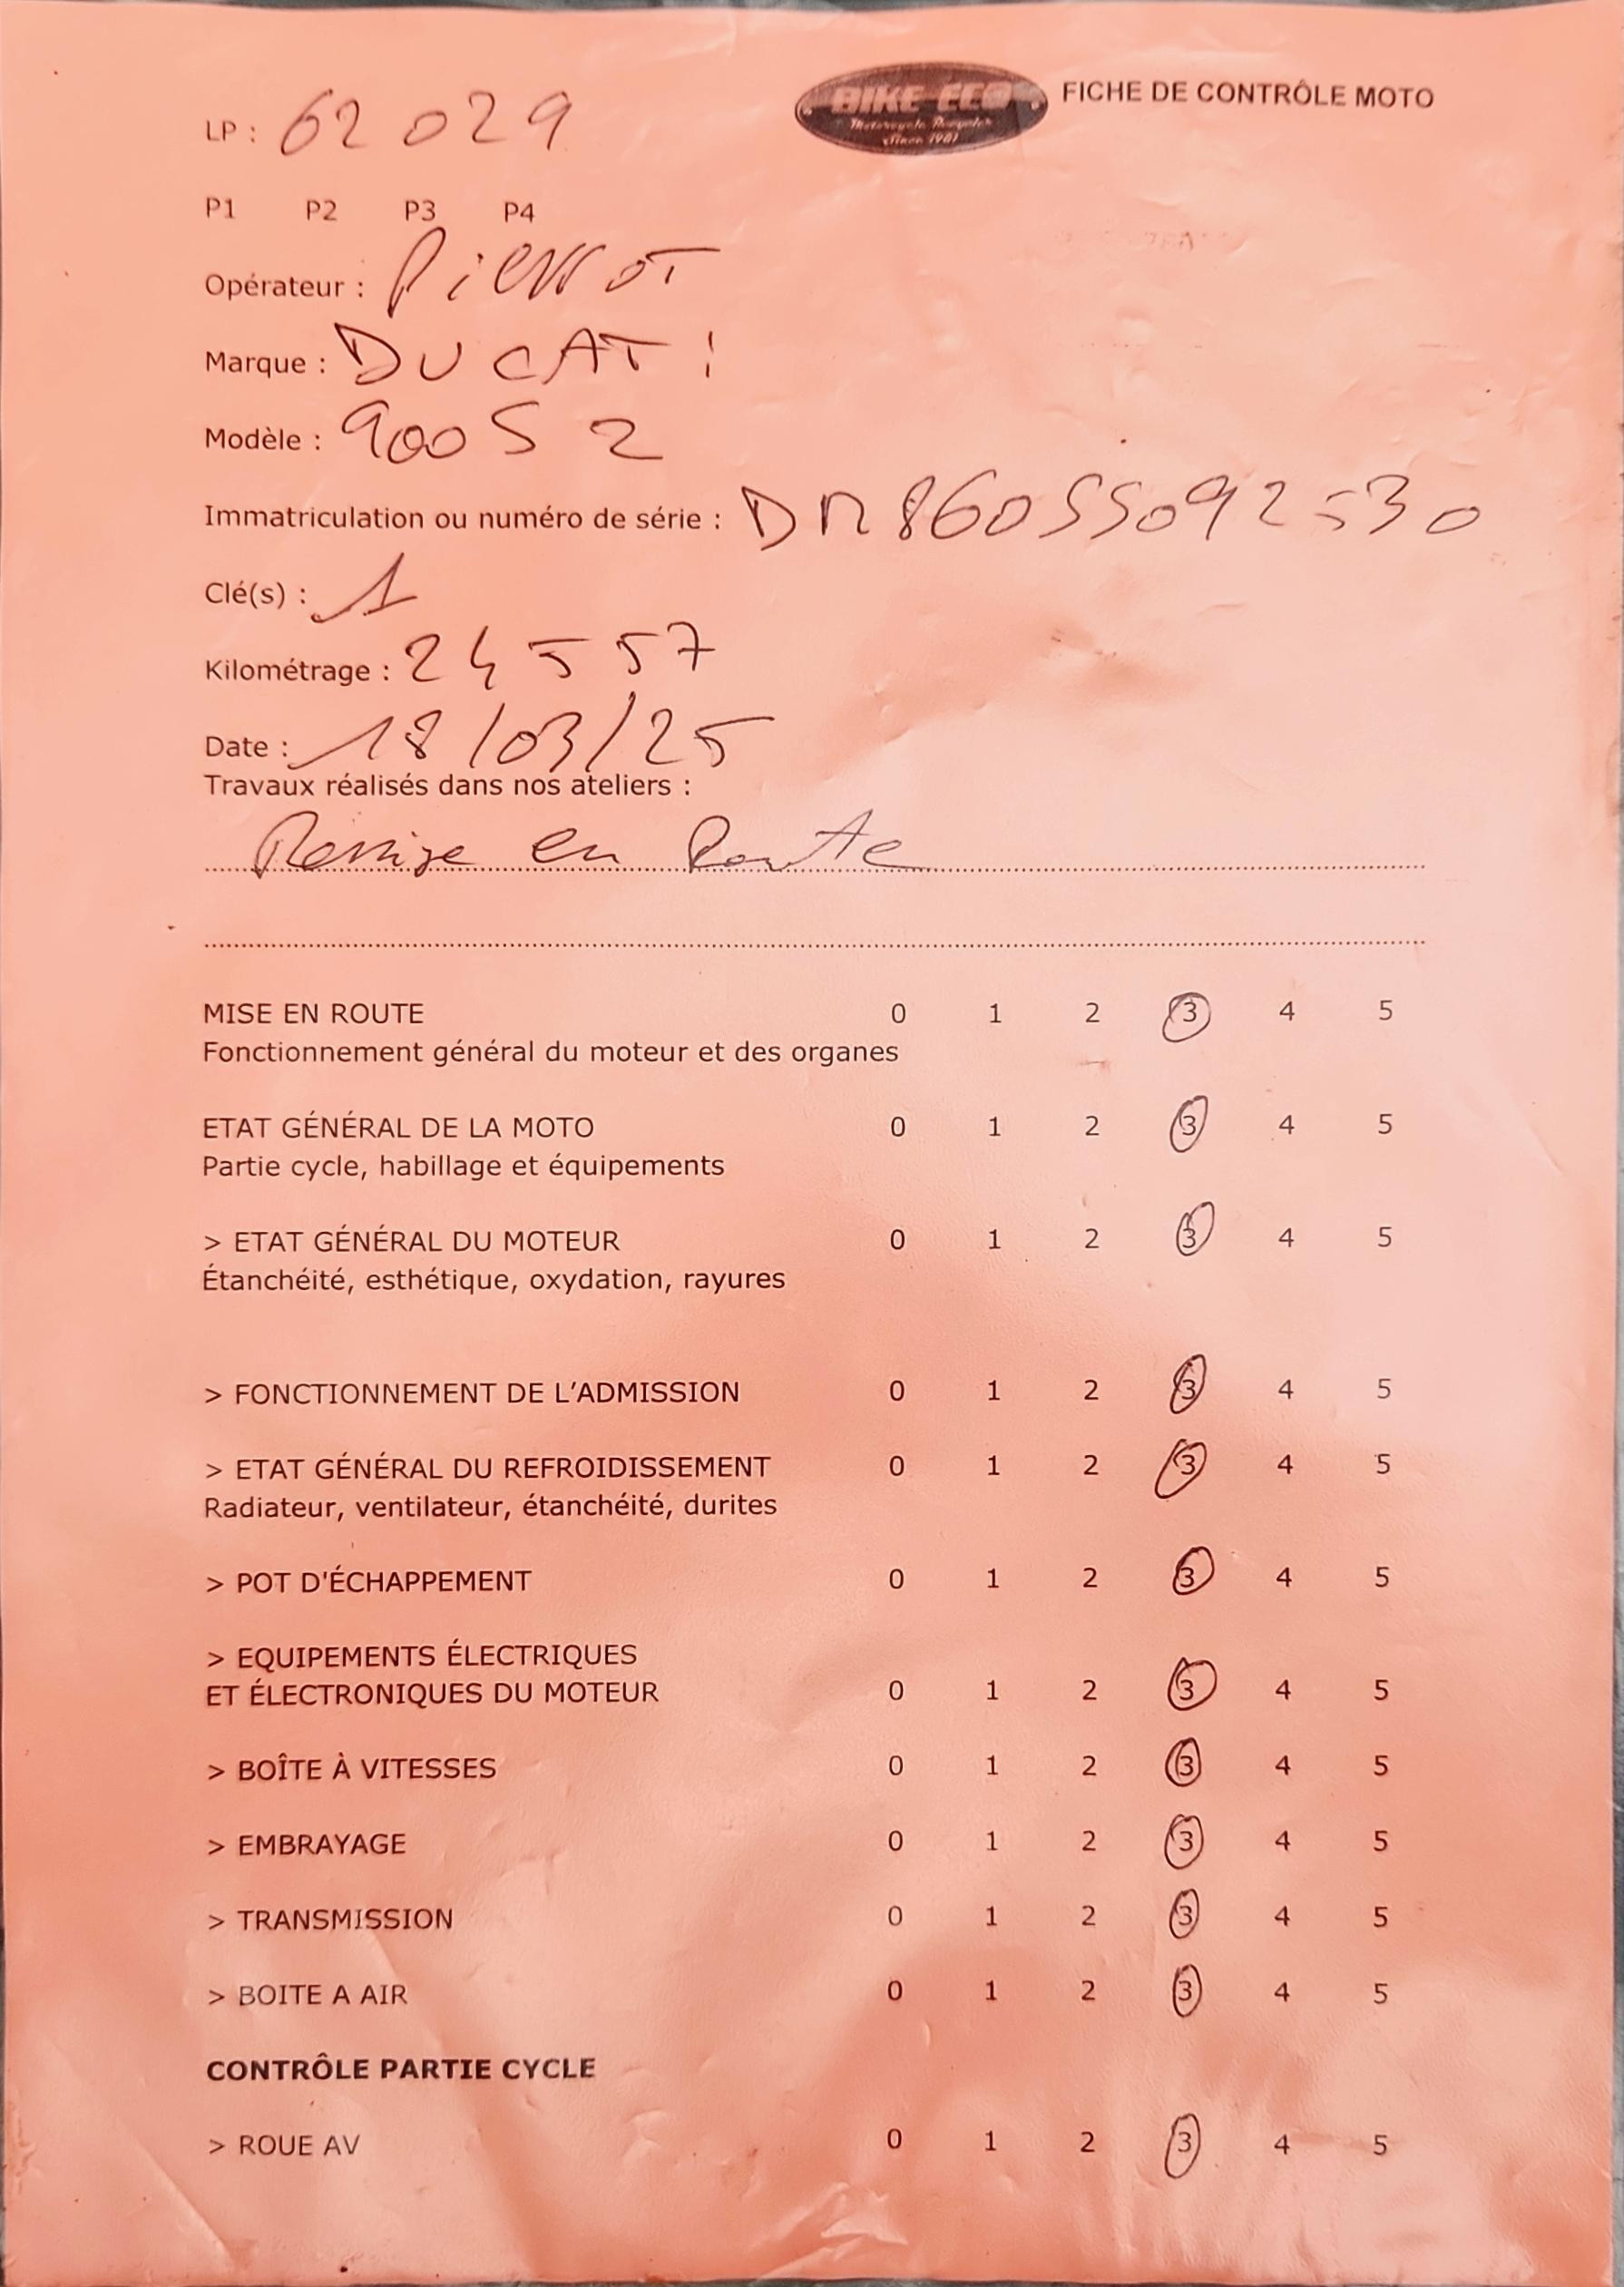 BIKE ÉCO
Since 1981
FICHE DE CONTRÔLE MOTO
LP : 62029
P1 P2 P3 P4
Opérateur : Pierrot
Marque : DUCATi
Modèle : 900 S 2
Immatriculation ou numéro de série : DM860SS092530
Clé(s) : 1
Kilométrage : 24557
Date : 18/03/25
Travaux réalisés dans nos ateliers :
Remise en Route
MISE EN ROUTE 0 1 2 3 4 5
Fonctionnement général du moteur et des organes
ETAT GÉNÉRAL DE LA MOTO 0 1 2 3 4 5
Partie cycle, habillage et équipements
> ETAT GÉNÉRAL DU MOTEUR 0 1 2 3 4 5
Étanchéité, esthétique, oxydation, rayures
> FONCTIONNEMENT DE L'ADMISSION 0 1 2 3 4 5
> ETAT GÉNÉRAL DU REFROIDISSEMENT 0 1 2 3 4 5
Radiateur, ventilateur, étanchéité, durites
> POT D'ÉCHAPPEMENT 0 1 2 3 4 5
> EQUIPEMENTS ÉLECTRIQUES
ET ÉLECTRONIQUES DU MOTEUR 0 1 2 3 4 5
> BOÎTE À VITESSES 0 1 2 3 4 5
> EMBRAYAGE 0 1 2 3 4 5
> TRANSMISSION 0 1 2 3 4 5
> BOITE A AIR 0 1 2 3 4 5
CONTRÔLE PARTIE CYCLE
> ROUE AV 0 1 2 3 4 5